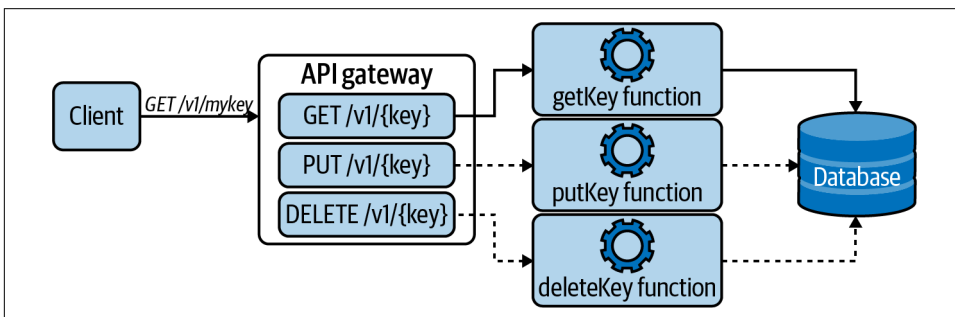 Client
GET /v1/mykey
API gateway
GET /v1/{key}
PUT /v1/{key}
DELETE /v1/{key}
getKey function
putKey function
deleteKey function
Database